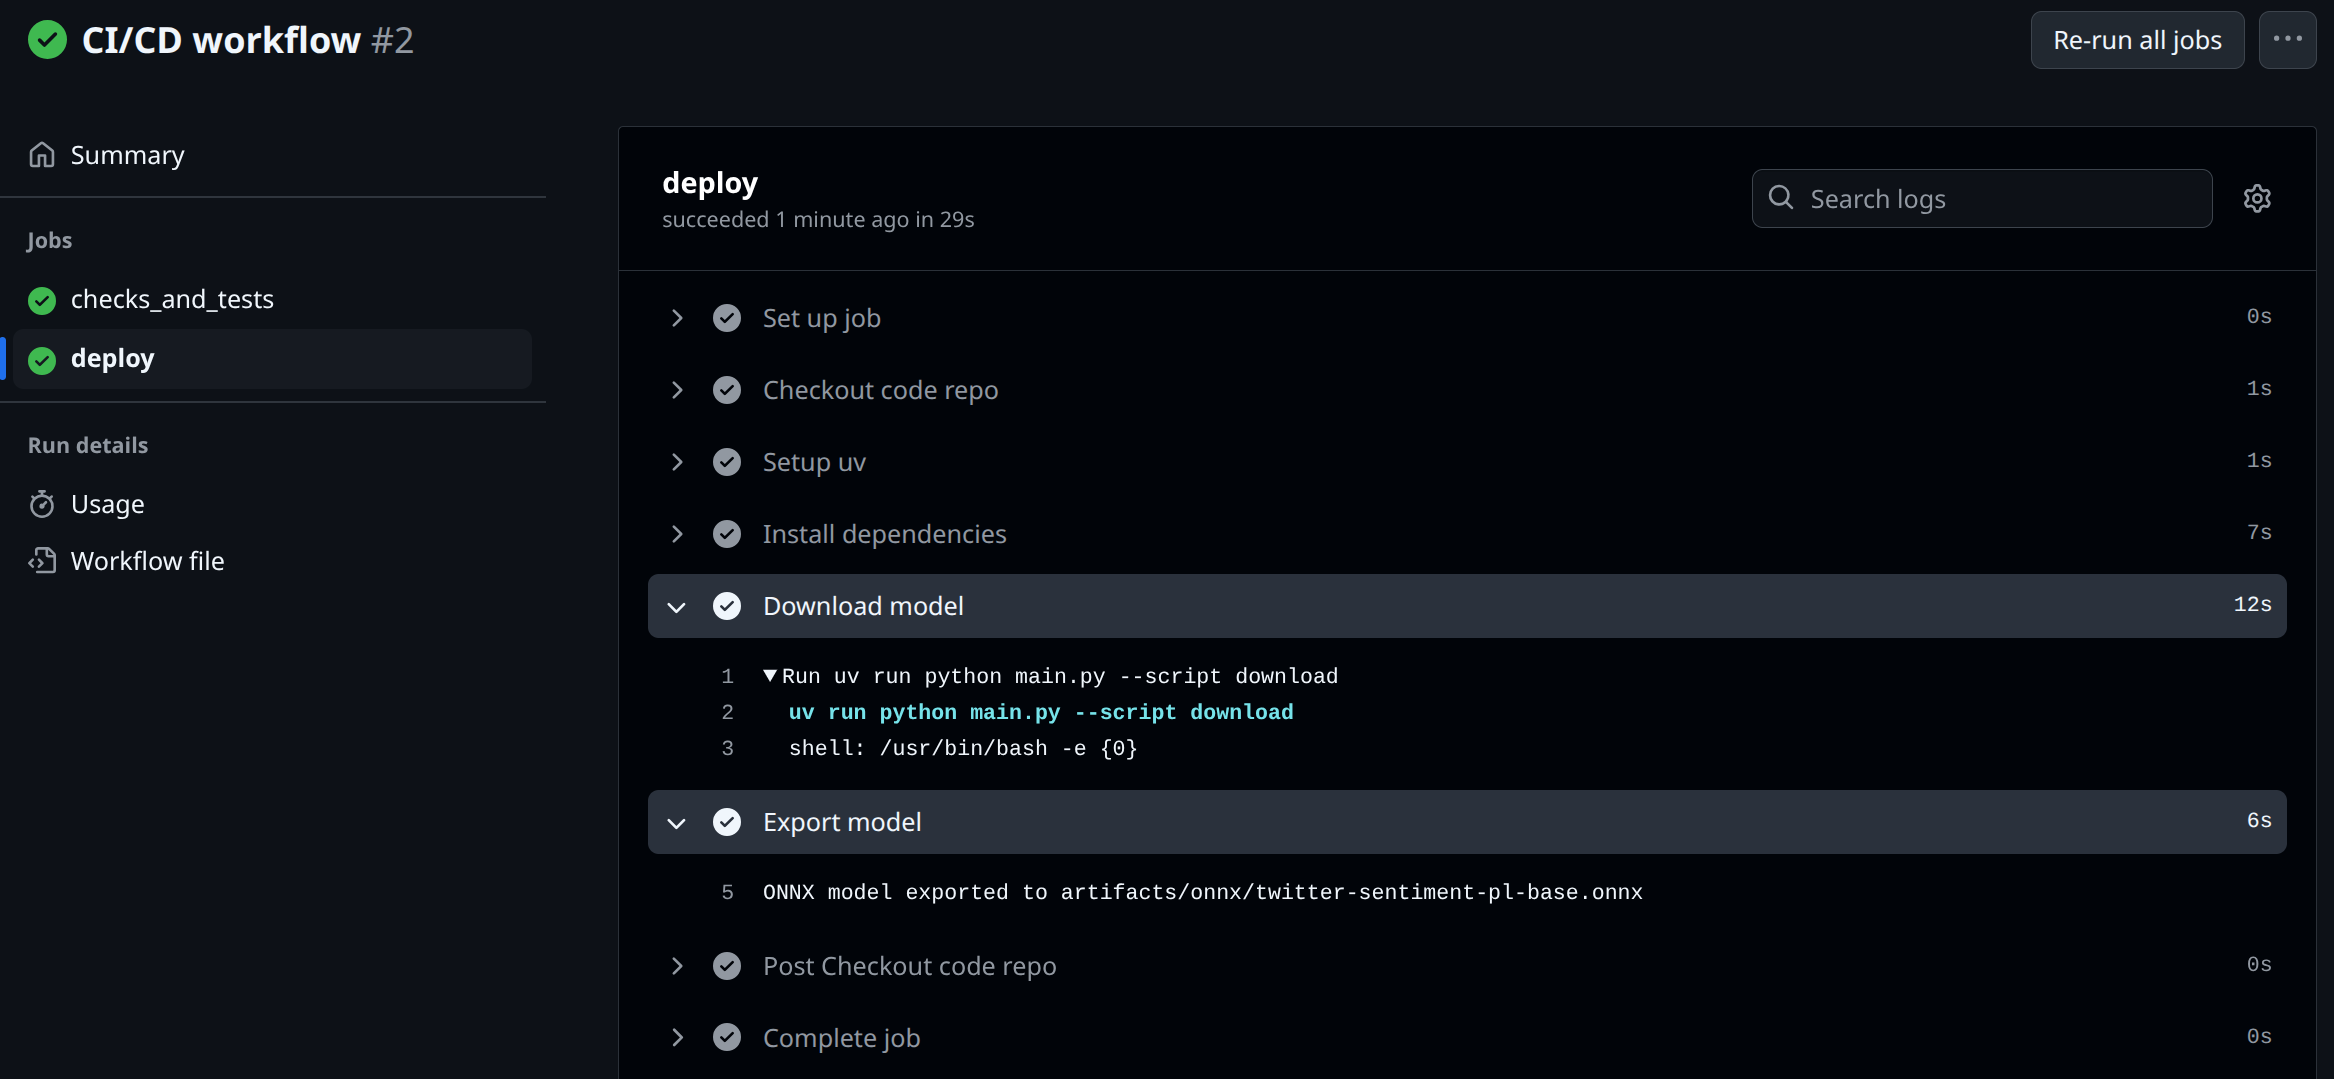 CI/CD workflow #2
Re-run all jobs
Summary
Jobs
checks_and_tests
deploy
Run details
Usage
Workflow file
deploy
succeeded 1 minute ago in 29s
Search logs
Set up job 0s
Checkout code repo 1s
Setup uv 1s
Install dependencies 7s
Download model 12s
1 ▼Run uv run python main.py --script download
2 uv run python main.py --script download
3 shell: /usr/bin/bash -e {0}
Export model 6s
5 ONNX model exported to artifacts/onnx/twitter-sentiment-pl-base.onnx
Post Checkout code repo 0s
Complete job 0s